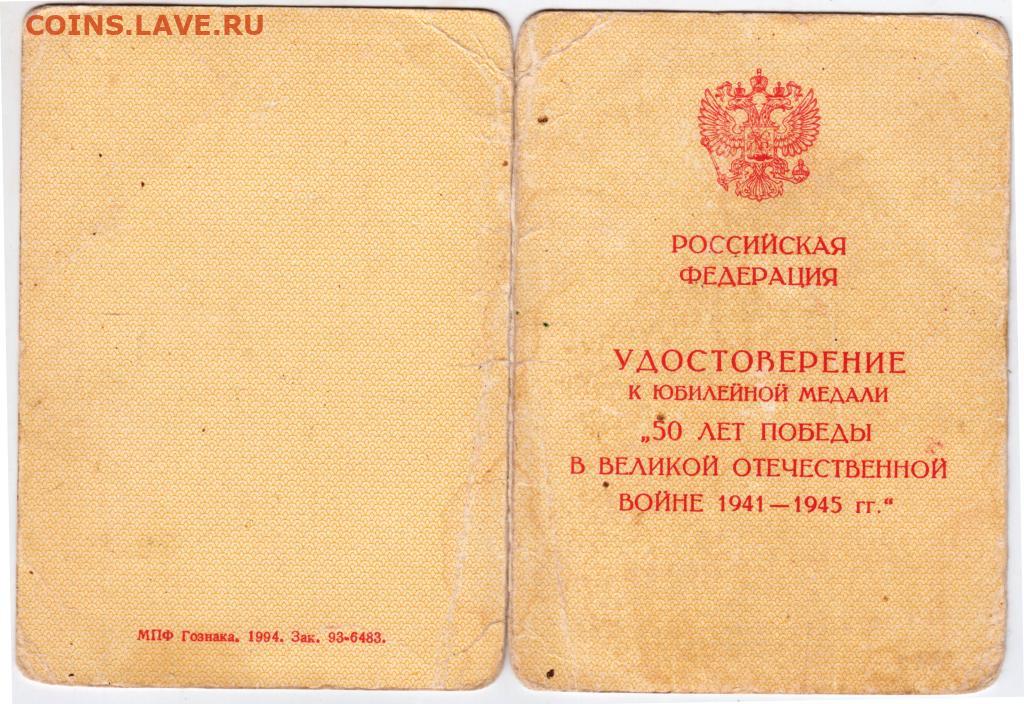 COINS.LAVE.RU
РОССИЙСКАЯ
ФЕДЕРАЦИЯ
УДОСТОВЕРЕНИЕ
К ЮБИЛЕЙНОЙ МЕДАЛИ
„50 ЛЕТ ПОБЕДЫ
В ВЕЛИКОЙ ОТЕЧЕСТВЕННОЙ
ВОЙНЕ 1941—1945 гг.“
МПФ Гознака. 1994. Зак. 93-6483.